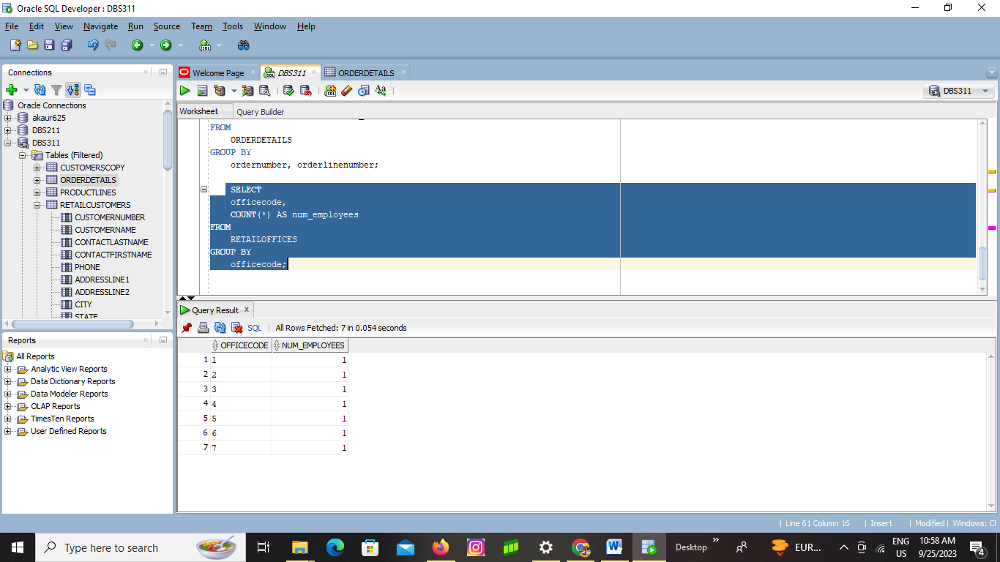 Oracle SQL Developer : DBS311
File Edit View Navigate Run Source Team Tools Window Help
Connections
Oracle Connections
akaur625
DBS211
DBS311
Tables (Filtered)
CUSTOMERSCOPY
ORDERDETAILS
PRODUCTLINES
RETAILCUSTOMERS
CUSTOMERNUMBER
CUSTOMERNAME
CONTACTLASTNAME
CONTACTFIRSTNAME
PHONE
ADDRESSLINE1
ADDRESSLINE2
CITY
STATE
Reports
All Reports
Analytic View Reports
Data Dictionary Reports
Data Modeler Reports
OLAP Reports
TimesTen Reports
User Defined Reports
Welcome Page DBS311 ORDERDETAILS
DBS311
Worksheet Query Builder
FROM
ORDERDETAILS
GROUP BY
ordernumber, orderlinenumber;
SELECT
officecode,
COUNT(*) AS num_employees
FROM
RETAILOFFICES
GROUP BY
officecode;
Query Result x
SQL | All Rows Fetched: 7 in 0.054 seconds
OFFICECODE NUM_EMPLOYEES
1 1 1
2 2 1
3 3 1
4 4 1
5 5 1
6 6 1
7 7 1
| Line 61 Column 16 | Insert | Modified | Windows: CF
Type here to search
Desktop
EUR...
ENG
US
10:58 AM
9/25/2023
4